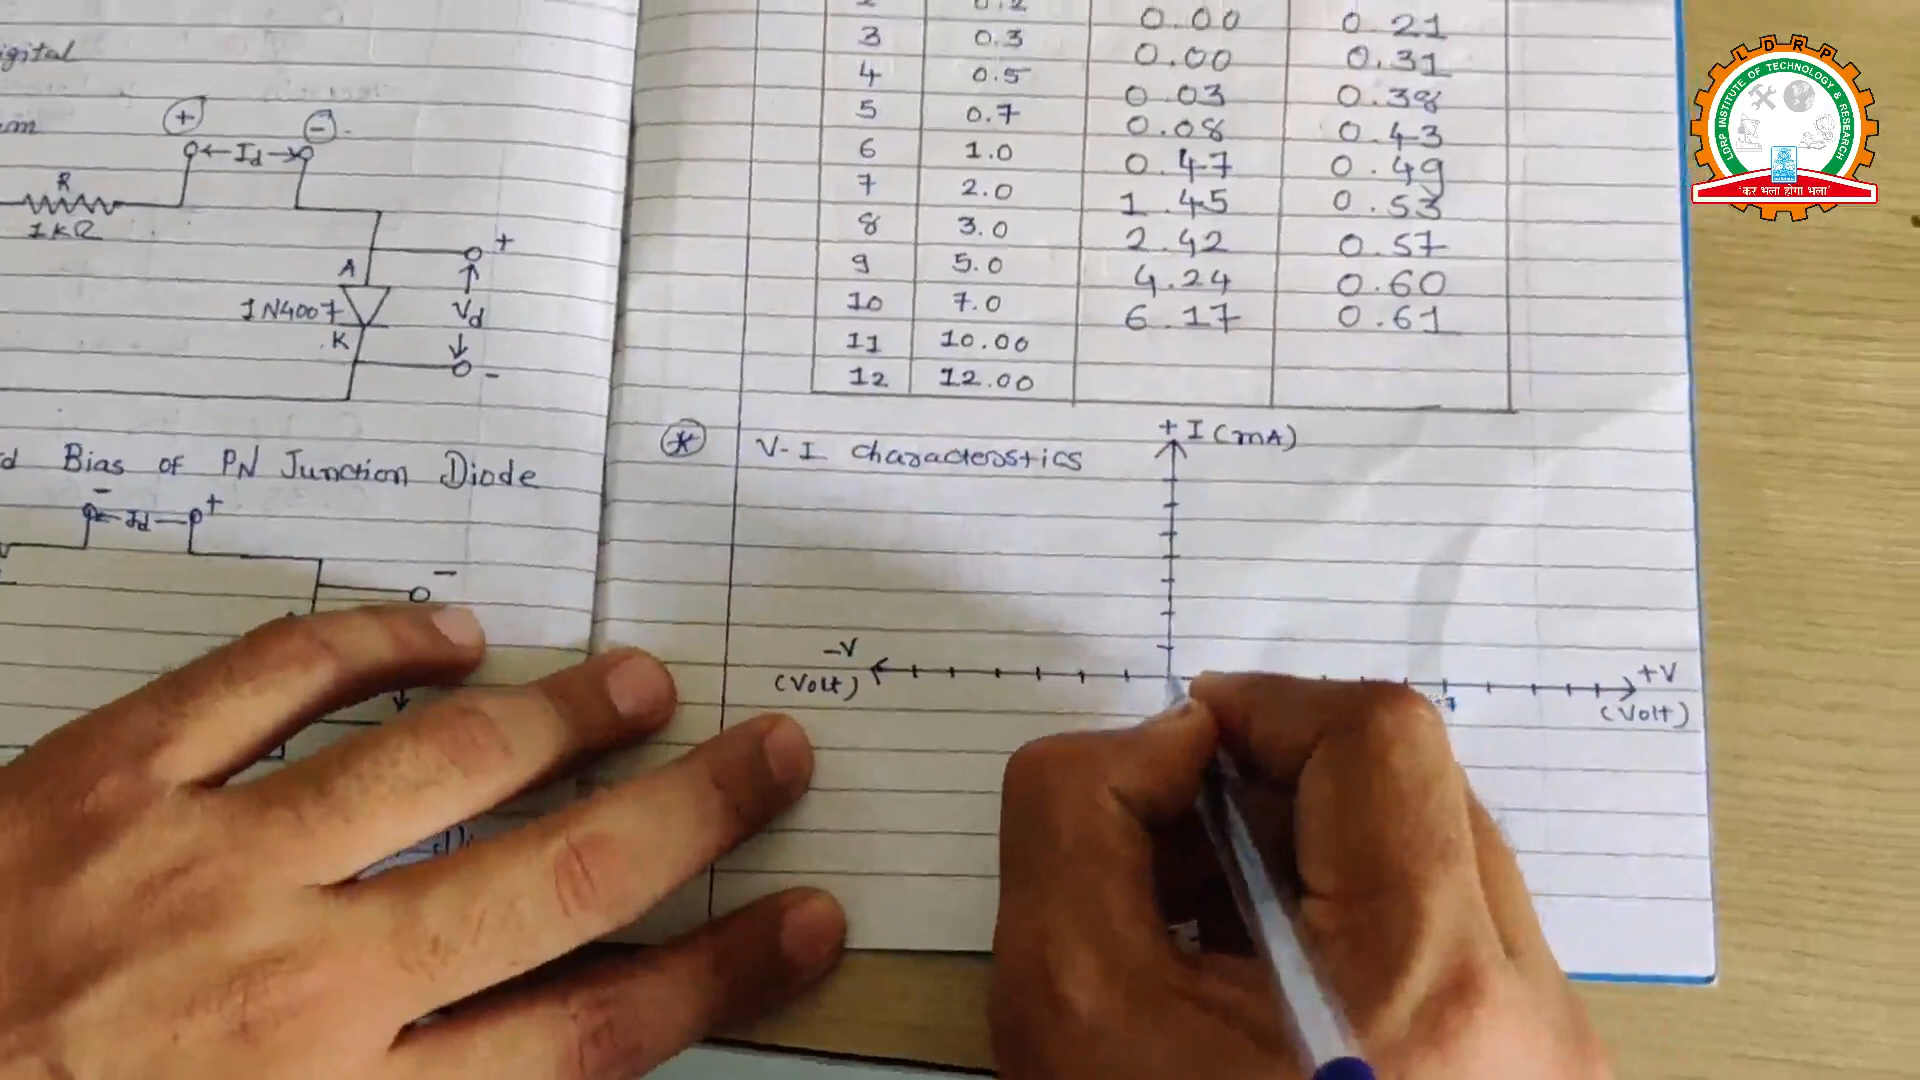 igital
m
+
-
Id
R
1KΩ
+
A
1N4007
Vd
K
-
d Bias of PN Junction Diode
-
Id
+
-
0.2 0.00 0.21
3 0.3 0.00 0.31
4 0.5 0.03 0.38
5 0.7 0.08 0.43
6 1.0 0.47 0.49
7 2.0 1.45 0.53
8 3.0 2.42 0.57
9 5.0 4.24 0.60
10 7.0 6.17 0.61
11 10.00
12 12.00
* V-I Characterstics
+I (mA)
-V
(Volt)
+V
(Volt)
LDRP
LDRP INSTITUTE OF TECHNOLOGY & RESEARCH
'कर भला होगा भला'